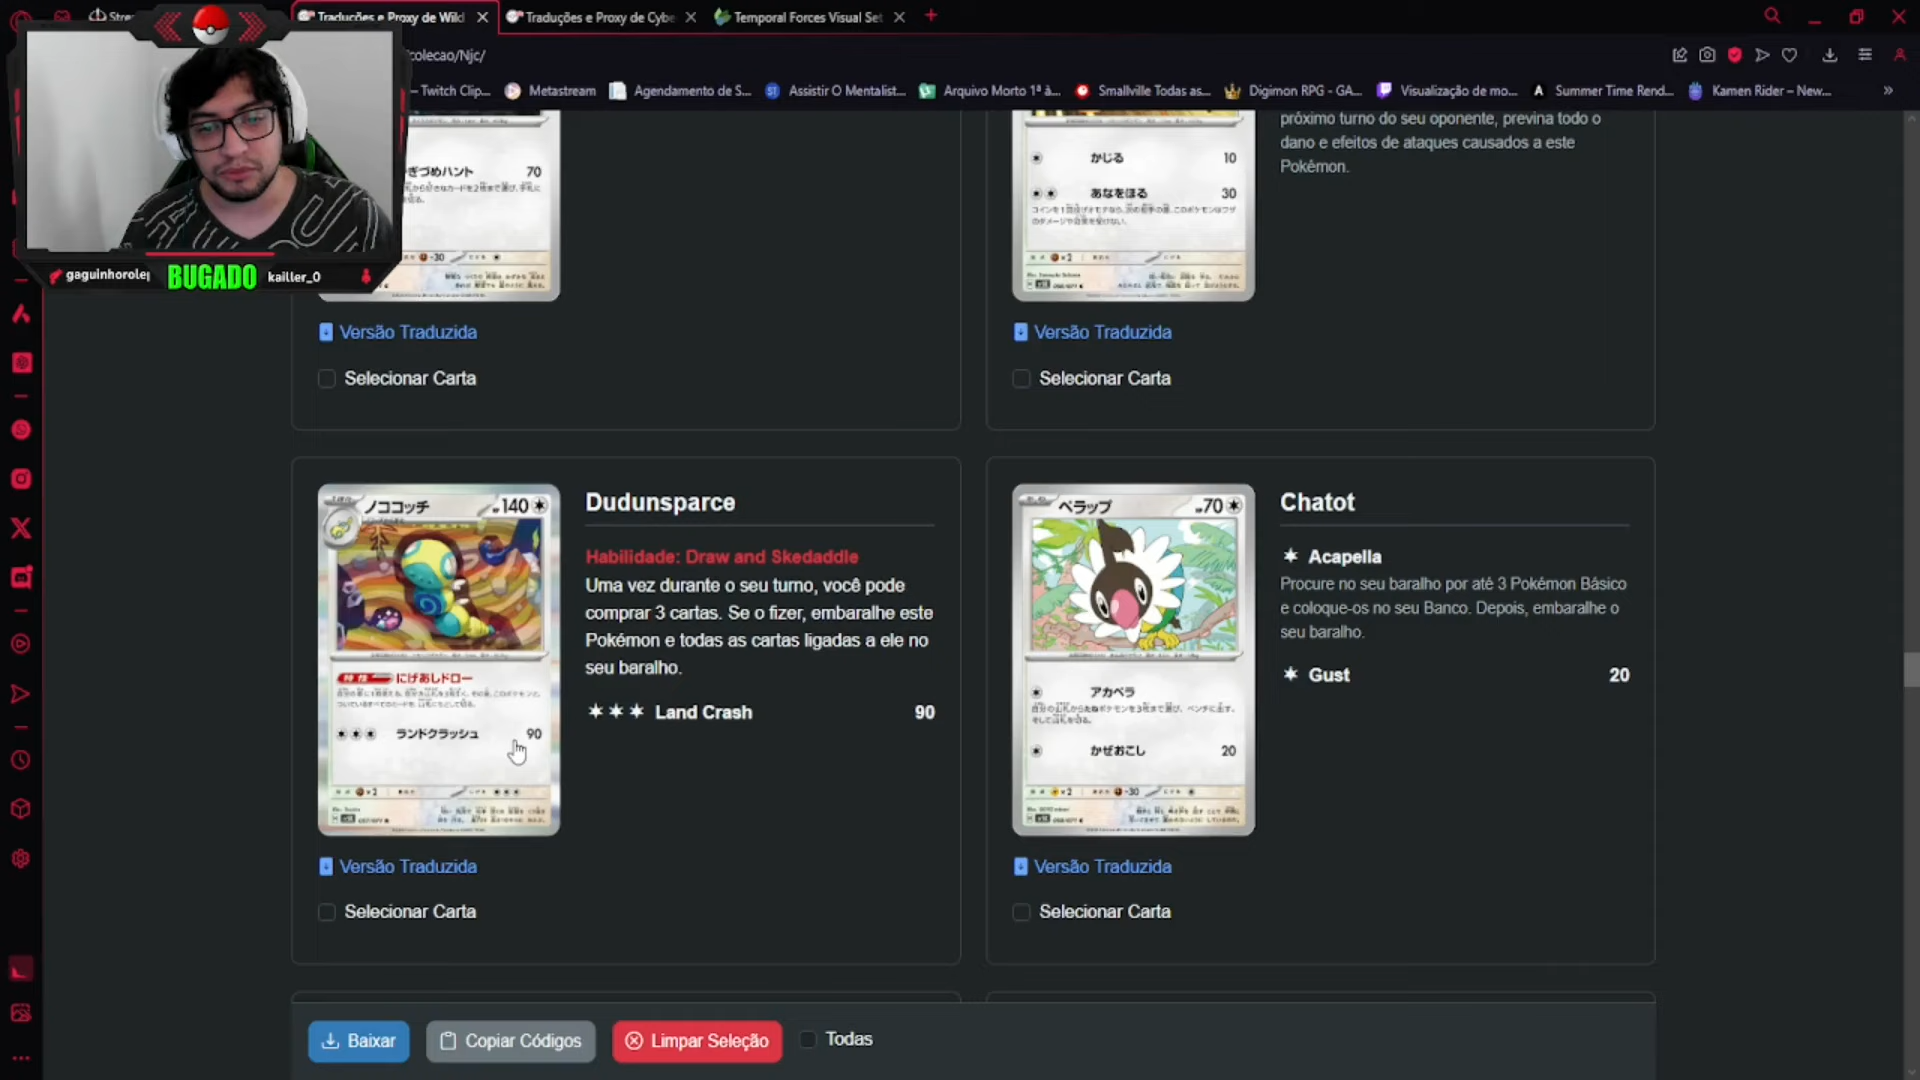 Traduções e Proxy de Wild
Traduções e Proxy de Cybe
Temporal Forces Visual Set
colecao/Njc/
– Twitch Clip...
Metastream
Agendamento de S...
Assistir O Mentalist...
Arquivo Morto 1ª à...
Smallville Todas as...
Digimon RPG - GA...
Visualização de mo...
Summer Time Rend...
Kamen Rider – New...
gaguinhorolep
BUGADO
kailler_0
ぎづめハント 70
かじる 10
あなをほる 30
próximo turno do seu oponente, previna todo o
dano e efeitos de ataques causados a este
Pokémon.
Versão Traduzida
Selecionar Carta
Versão Traduzida
Selecionar Carta
ノココッチ 140
にげあしドロー
ランドクラッシュ 90
Dudunsparce
Habilidade: Draw and Skedaddle
Uma vez durante o seu turno, você pode
comprar 3 cartas. Se o fizer, embaralhe este
Pokémon e todas as cartas ligadas a ele no
seu baralho.
Land Crash 90
Versão Traduzida
Selecionar Carta
ペラップ 70
アカペラ
かぜおこし 20
Chatot
Acapella
Procure no seu baralho por até 3 Pokémon Básico
e coloque-os no seu Banco. Depois, embaralhe o
seu baralho.
Gust 20
Versão Traduzida
Selecionar Carta
Baixar
Copiar Códigos
Limpar Seleção
Todas